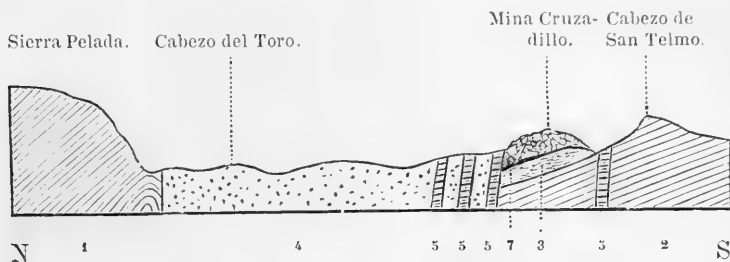 Mina Cruza- Cabezo de
Sierra Pelada. Cabezo del Toro. dillo. San Telmo.
N 1 4 5 5 5 7 3 5 2 S